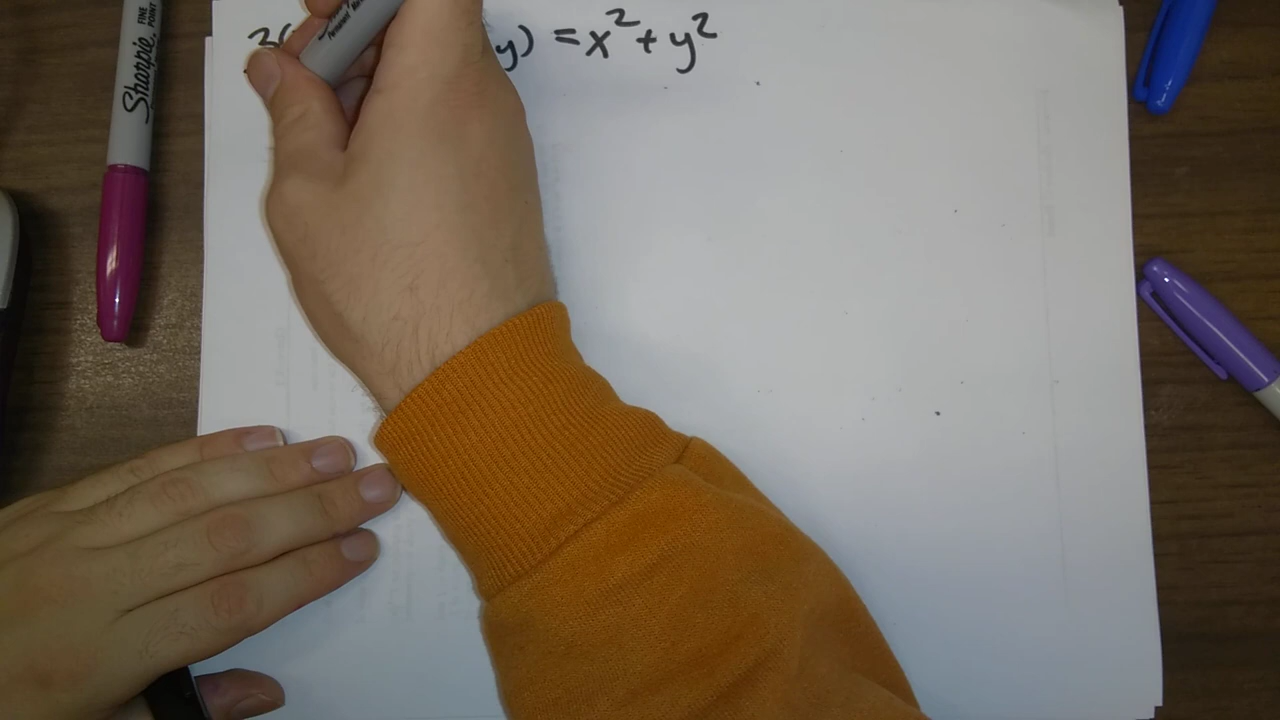 3( y) = x² + y²
Sharpie
FINE POINT